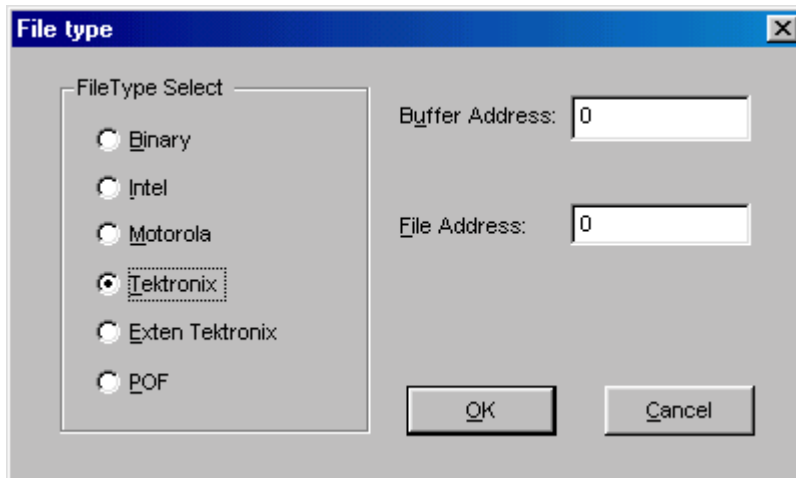 File type
FileType Select
Binary
Intel
Motorola
Tektronix
Exten Tektronix
POF
Buffer Address: 0
File Address: 0
OK
Cancel